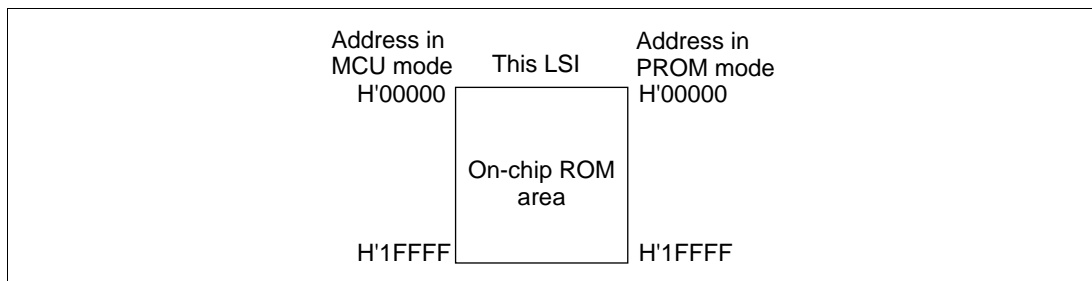 Address in
MCU mode
This LSI
Address in
PROM mode
H'00000
H'00000
On-chip ROM
area
H'1FFFF
H'1FFFF